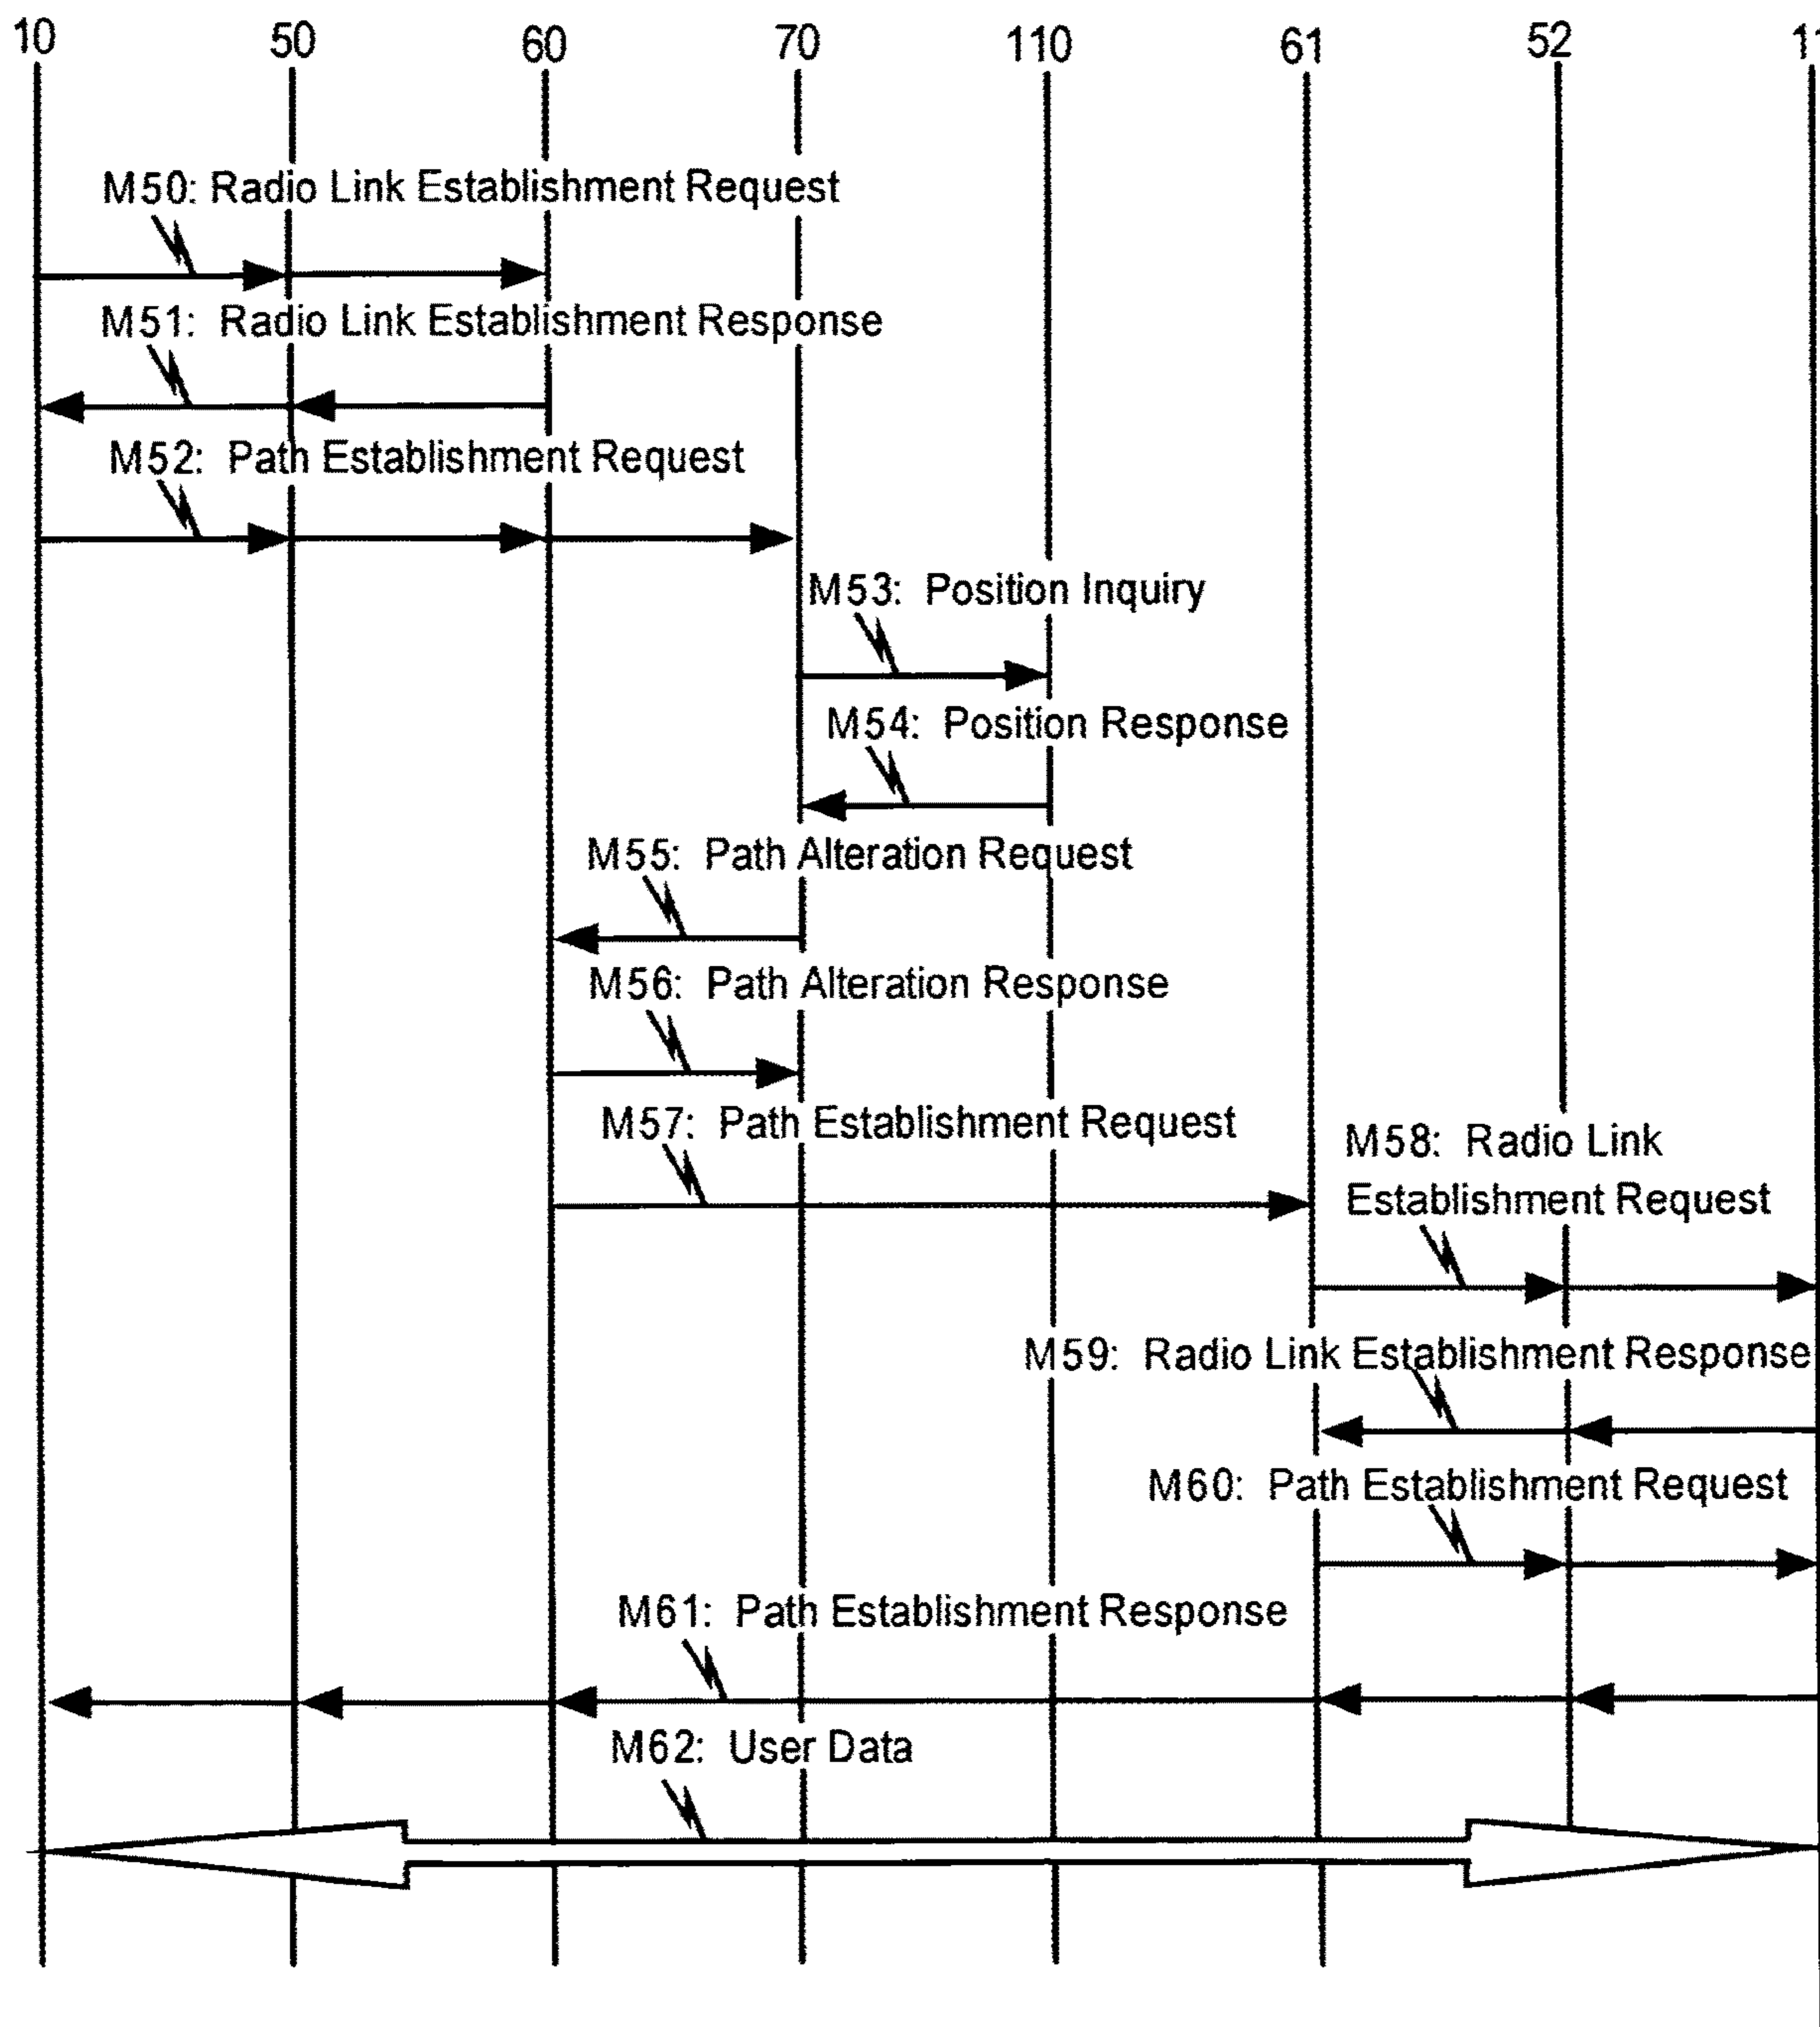 10 50 60 70 110 61 52 11
M50: Radio Link Establishment Request
M51: Radio Link Establishment Response
M52: Path Establishment Request
M53: Position Inquiry
M54: Position Response
M55: Path Alteration Request
M56: Path Alteration Response
M57: Path Establishment Request
M58: Radio Link
Establishment Request
M59: Radio Link Establishment Response
M60: Path Establishment Request
M61: Path Establishment Response
M62: User Data